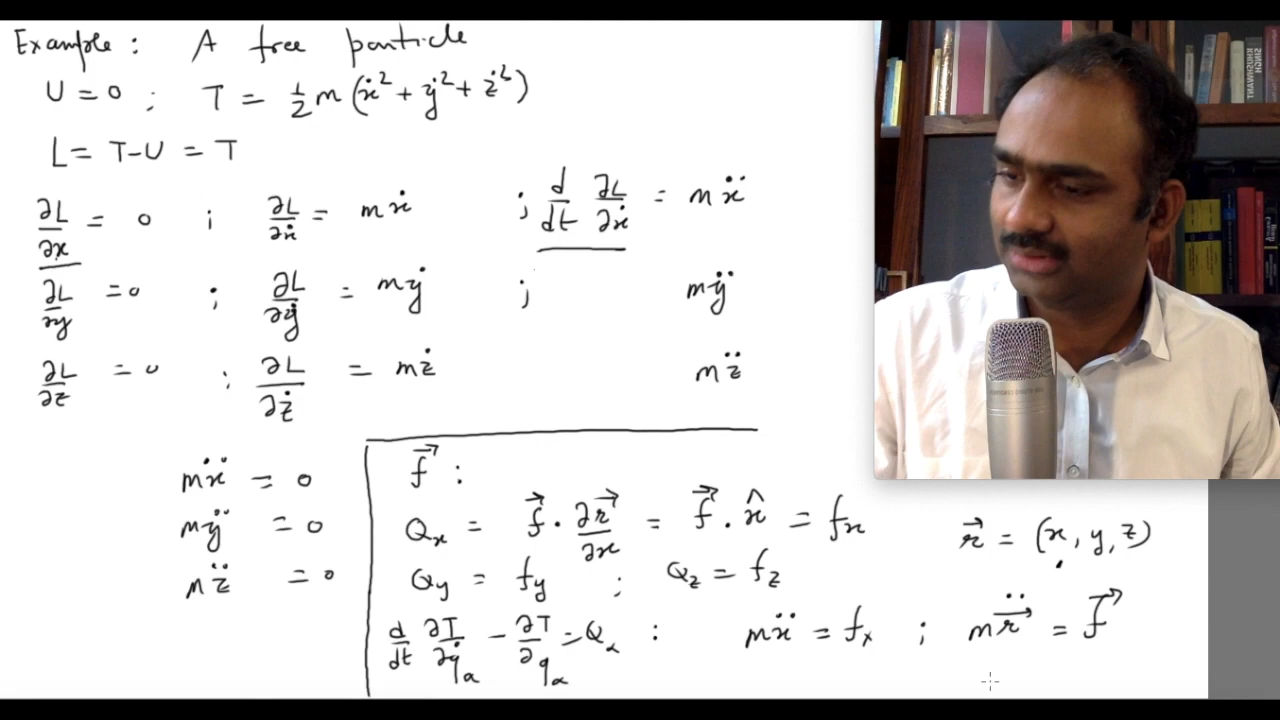 Example: A free particle
U = 0 ; T = ½ m (ẋ² + ẏ² + ż²)
L = T-U = T
∂L/∂x = 0 ; ∂L/∂ẋ = mẋ ; d/dt ∂L/∂ẋ = mẍ
∂L/∂y = 0 ; ∂L/∂ẏ = mẏ ; mÿ
∂L/∂z = 0 ; ∂L/∂ż = mż mz̈
mẍ = 0
mÿ = 0
mz̈ = 0
f⃗ :
Qx = f⃗ · ∂r⃗/∂x = f⃗ · x̂ = fx
r⃗ = (x, y, z)
Qy = fy ; Qz = fz
d/dt ∂T/∂q̇α - ∂T/∂qα = Qα : mẍ = fx ; mr⃗̈ = f⃗